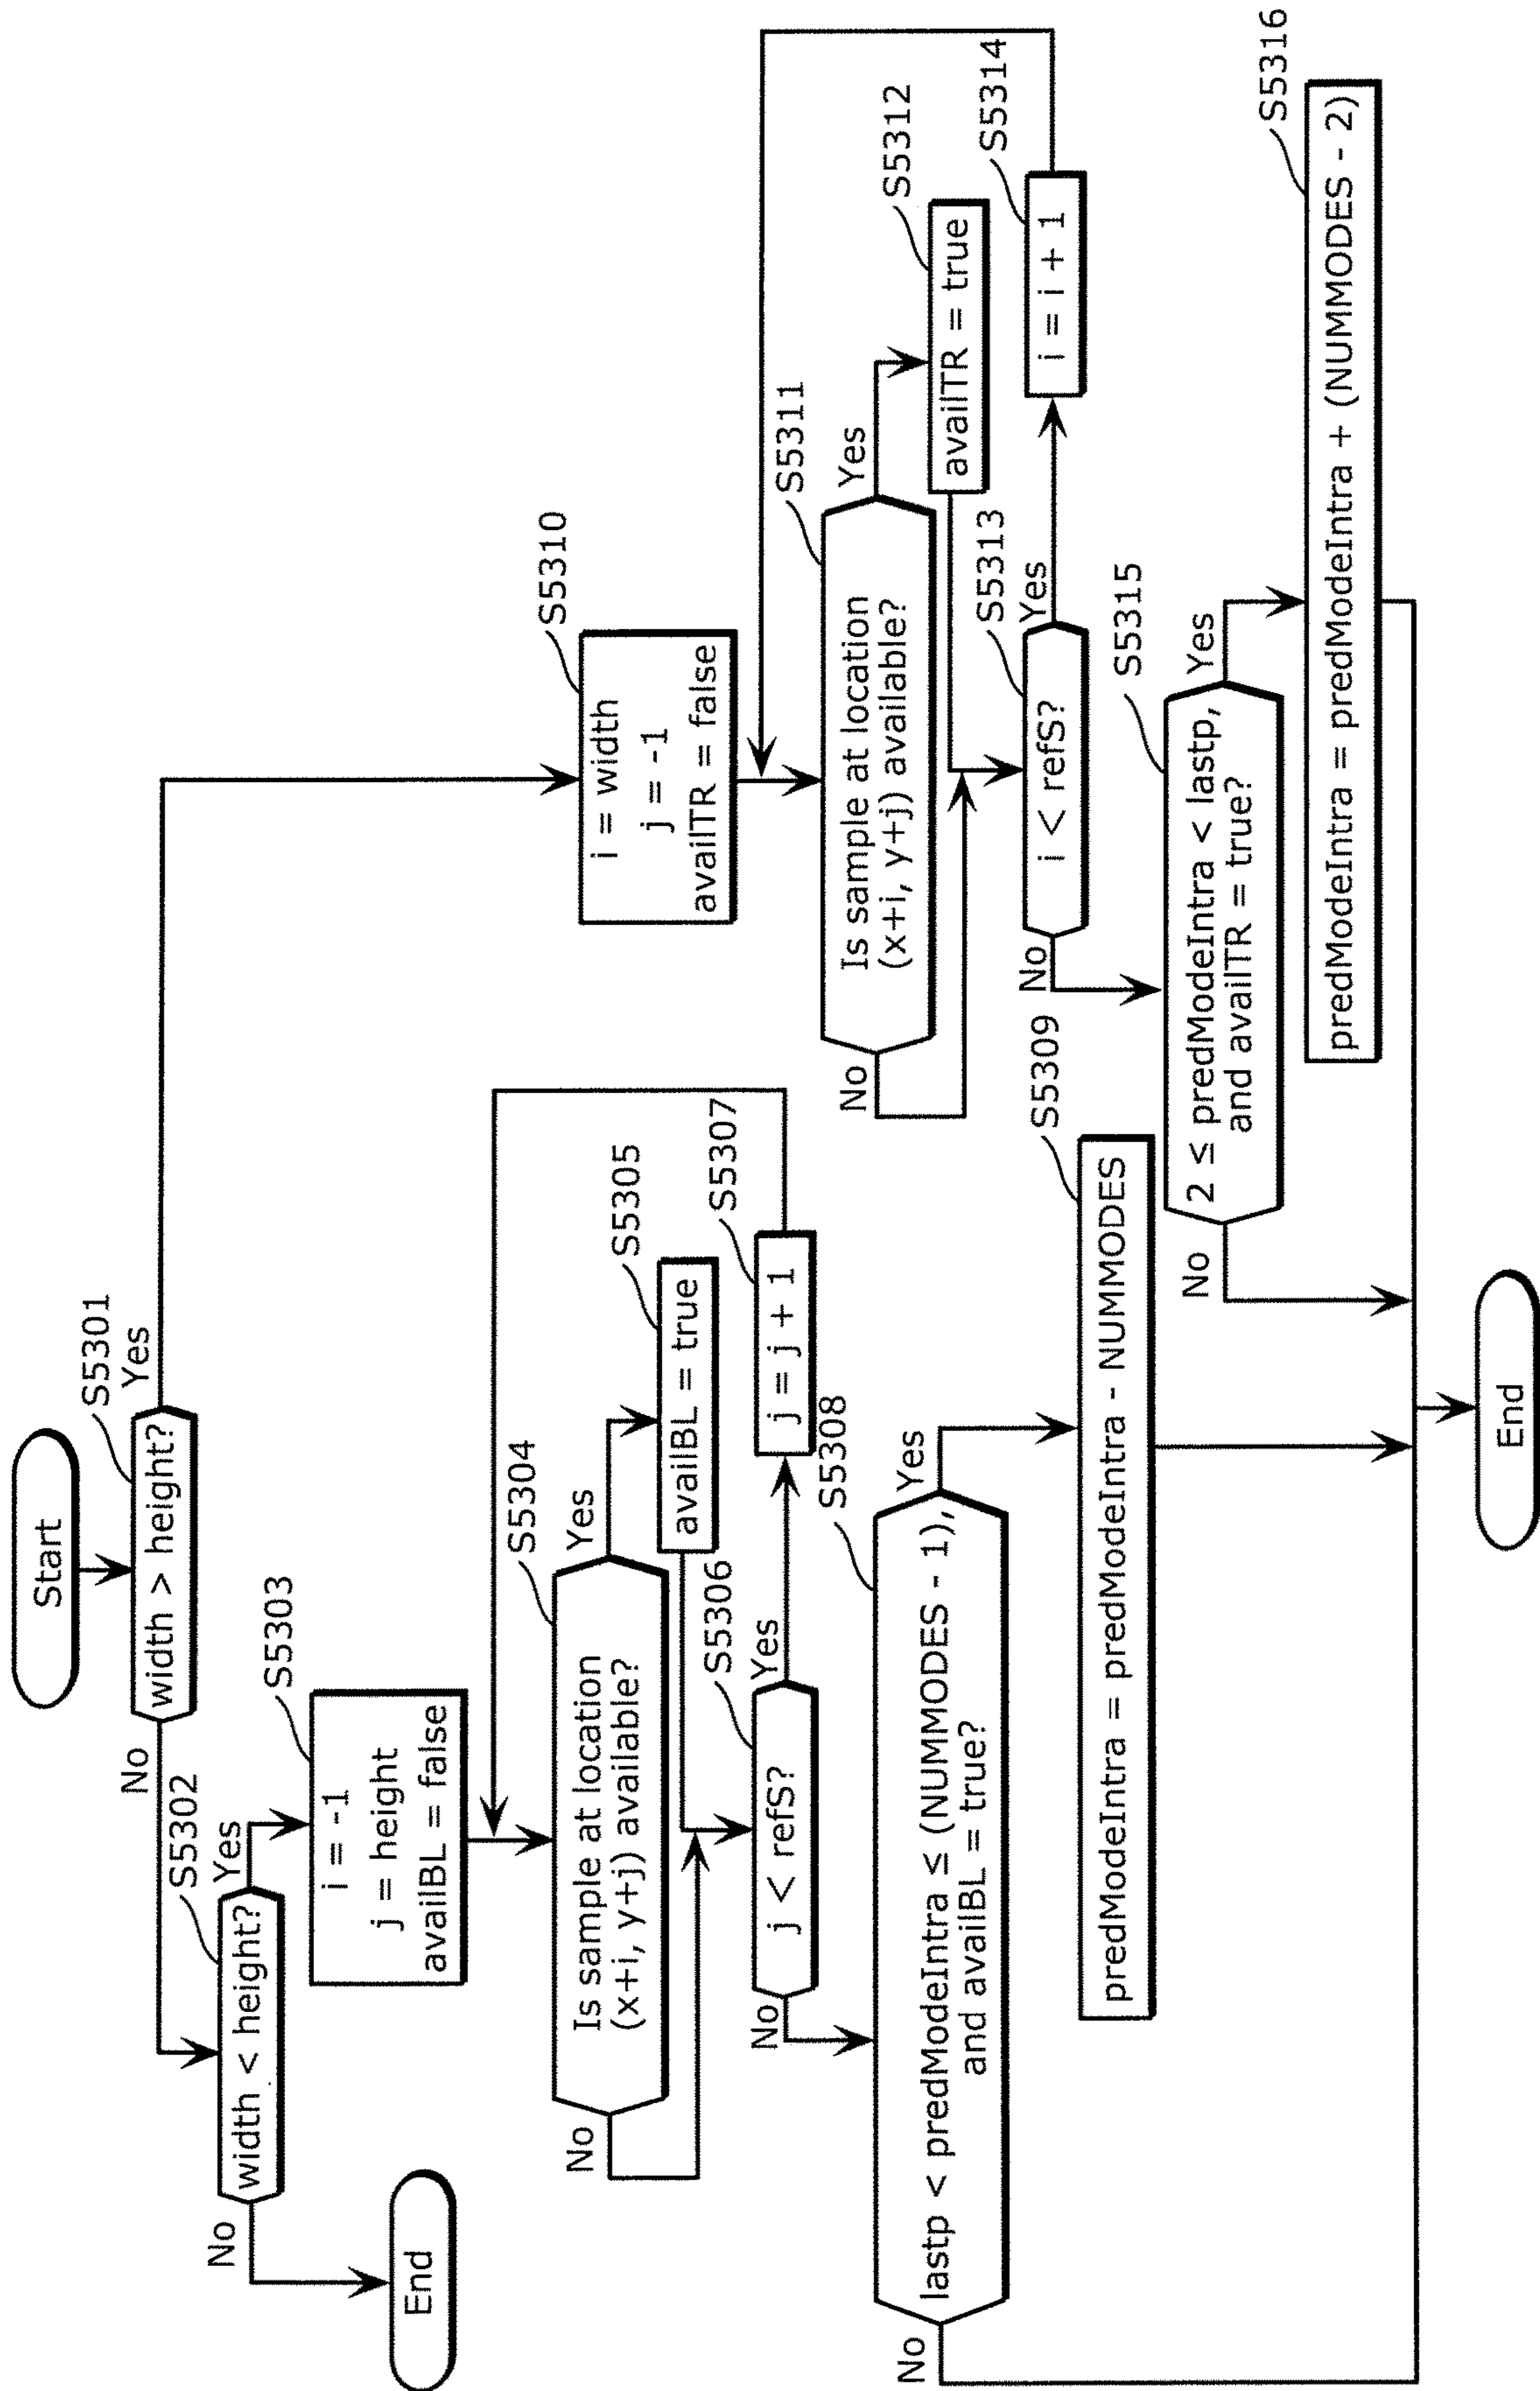 Start
S5301
width > height?
Yes
No
S5302
width < height?
Yes
No
End
S5303
i = -1
j = height
availBL = false
S5304
Is sample at location
(x+i, y+j) available?
Yes
No
S5305
availBL = true
S5306
j < refS?
Yes
No
S5307
j = j + 1
S5308
lastp < predModeIntra ≤ (NUMMODES - 1),
and availBL = true?
Yes
No
S5309
predModeIntra = predModeIntra - NUMMODES
S5310
i = width
j = -1
availTR = false
S5311
Is sample at location
(x+i, y+j) available?
Yes
No
S5312
availTR = true
S5313
i < refS?
Yes
No
S5314
i = i + 1
S5315
2 ≤ predModeIntra < lastp,
and availTR = true?
Yes
No
S5316
predModeIntra = predModeIntra + (NUMMODES - 2)
End